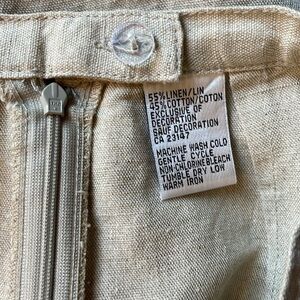 55%LINEN/LIN
45%COTTON/COTON
EXCLUSIVE OF
DECORATION
SAUF DECORATION
CA 23147
MACHINE WASH COLD
GENTLE CYCLE
NON-CHLORINE BLEACH
TUMBLE DRY LOW
WARM IRON